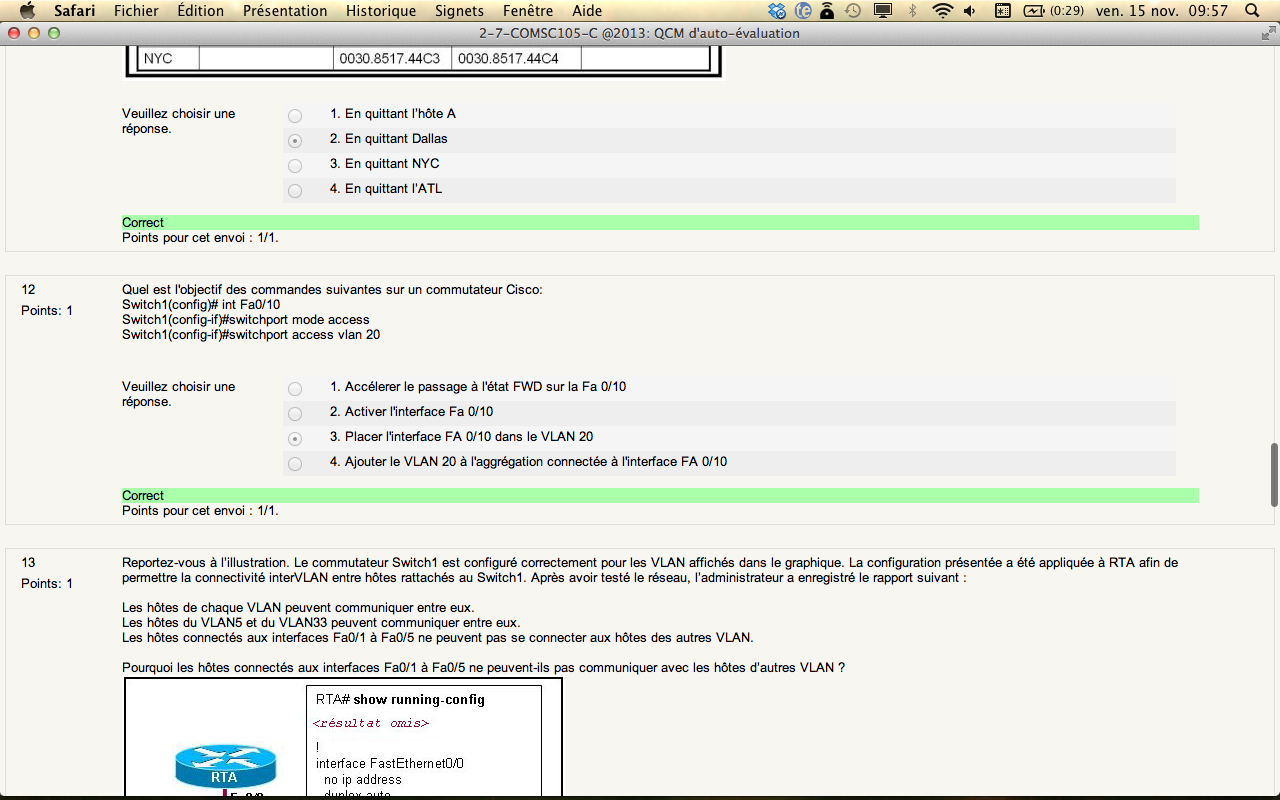 Safari Fichier Édition Présentation Historique Signets Fenêtre Aide (0:29) ven. 15 nov. 09:57
2-7-COMSC105-C @2013: QCM d'auto-évaluation
NYC 0030.8517.44C3 0030.8517.44C4
Veuillez choisir une réponse.
1. En quittant l'hôte A
2. En quittant Dallas
3. En quittant NYC
4. En quittant l'ATL
Correct
Points pour cet envoi : 1/1.
12
Points: 1
Quel est l'objectif des commandes suivantes sur un commutateur Cisco:
Switch1(config)# int Fa0/10
Switch1(config-if)#switchport mode access
Switch1(config-if)#switchport access vlan 20
Veuillez choisir une réponse.
1. Accélerer le passage à l'état FWD sur la Fa 0/10
2. Activer l'interface Fa 0/10
3. Placer l'interface FA 0/10 dans le VLAN 20
4. Ajouter le VLAN 20 à l'aggrégation connectée à l'interface FA 0/10
Correct
Points pour cet envoi : 1/1.
13
Points: 1
Reportez-vous à l'illustration. Le commutateur Switch1 est configuré correctement pour les VLAN affichés dans le graphique. La configuration présentée a été appliquée à RTA afin de
permettre la connectivité interVLAN entre hôtes rattachés au Switch1. Après avoir testé le réseau, l'administrateur a enregistré le rapport suivant :
Les hôtes de chaque VLAN peuvent communiquer entre eux.
Les hôtes du VLAN5 et du VLAN33 peuvent communiquer entre eux.
Les hôtes connectés aux interfaces Fa0/1 à Fa0/5 ne peuvent pas se connecter aux hôtes des autres VLAN.
Pourquoi les hôtes connectés aux interfaces Fa0/1 à Fa0/5 ne peuvent-ils pas communiquer avec les hôtes d'autres VLAN ?
RTA# show running-config
<résultat omis>
!
interface FastEthernet0/0
no ip address
duplex auto
RTA